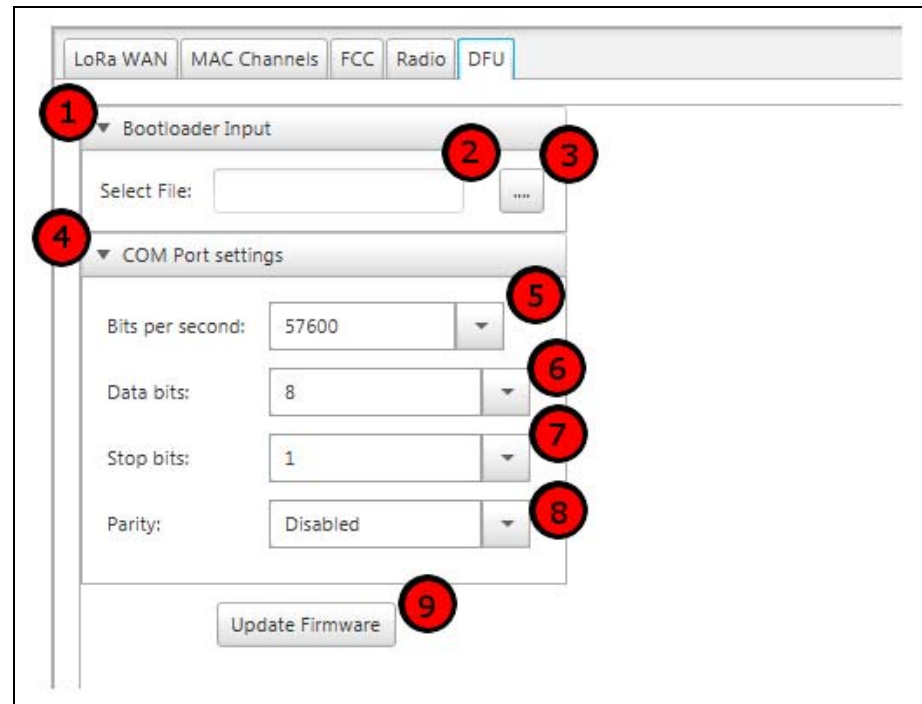 LoRa WAN MAC Channels FCC Radio DFU
1
Bootloader Input
2
3
Select File:
....
4
COM Port settings
5
Bits per second: 57600
6
Data bits: 8
7
Stop bits: 1
8
Parity: Disabled
9
Update Firmware